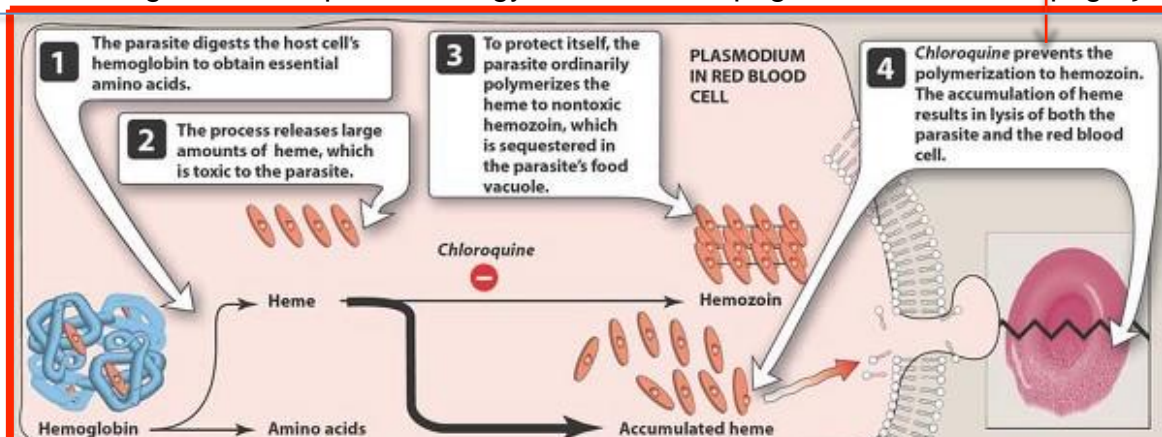 1
The parasite digests the host cell's
hemoglobin to obtain essential
amino acids.
2
The process releases large
amounts of heme, which
is toxic to the parasite.
3
To protect itself, the
parasite ordinarily
polymerizes the
heme to nontoxic
hemozoin, which
is sequestered in
the parasite's food
vacuole.
PLASMODIUM
IN RED BLOOD
CELL
4
Chloroquine prevents the
polymerization to hemozoin.
The accumulation of heme
results in lysis of both the
parasite and the red blood
cell.
Chloroquine
Heme
Hemozoin
Hemoglobin
Amino acids
Accumulated heme